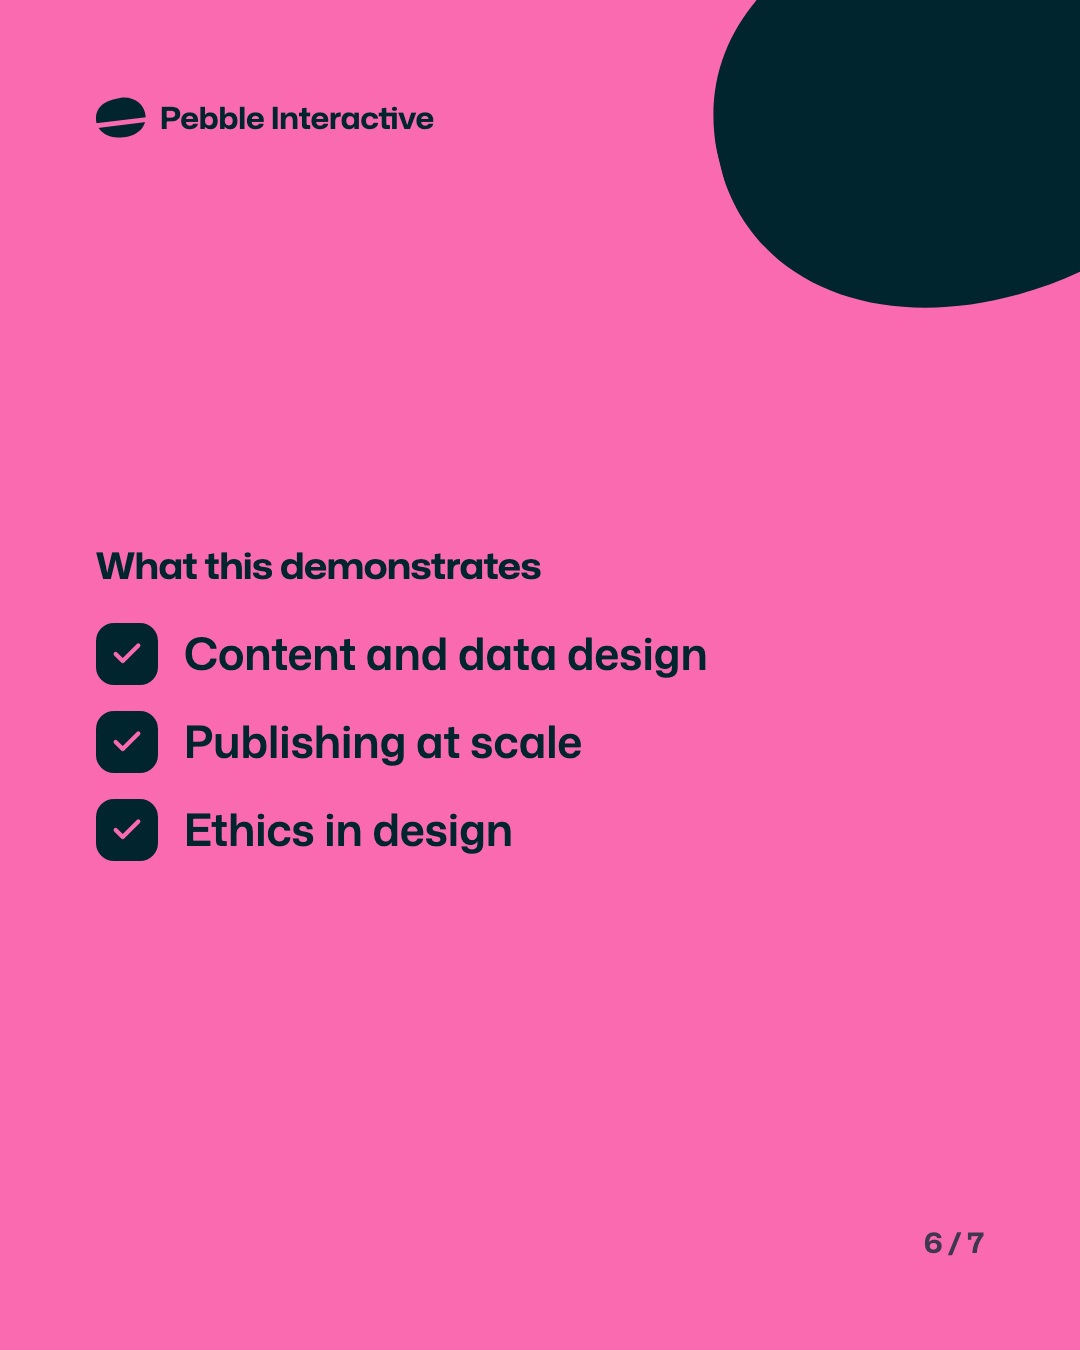 Pebble Interactive
What this demonstrates
Content and data design
Publishing at scale
Ethics in design
6 / 7